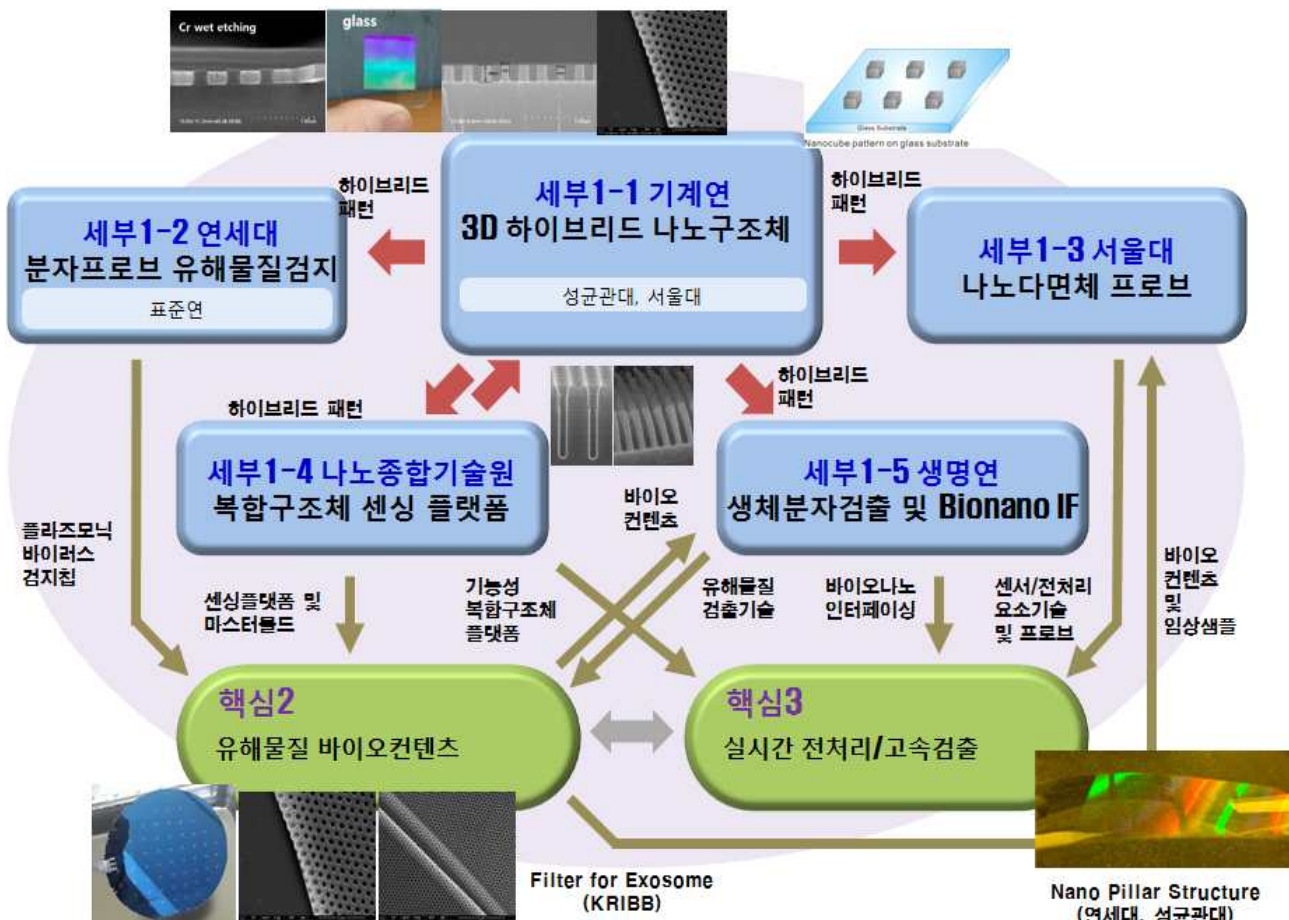 Cr wet etching
glass
Glass Substrate
Nanocube pattern on glass substrate
하이브리드
패턴
세부1-1 기계연
3D 하이브리드 나노구조체
성균관대, 서울대
하이브리드
패턴
세부1-2 연세대
분자프로브 유해물질검지
표준연
세부1-3 서울대
나노다면체 프로브
하이브리드 패턴
하이브리드
패턴
세부1-4 나노종합기술원
복합구조체 센싱 플랫폼
바이오
컨텐츠
세부1-5 생명연
생체분자검출 및 Bionano IF
플라즈모닉
바이러스
검지칩
센싱플랫폼 및
마스터몰드
기능성
복합구조체
플랫폼
유해물질
검출기술
바이오나노
인터페이싱
센서/전처리
요소기술
및 프로브
바이오
컨텐츠
및
임상샘플
핵심2
유해물질 바이오컨텐츠
핵심3
실시간 전처리/고속검출
Filter for Exosome
(KRIBB)
Nano Pillar Structure
(연세대, 성균관대)